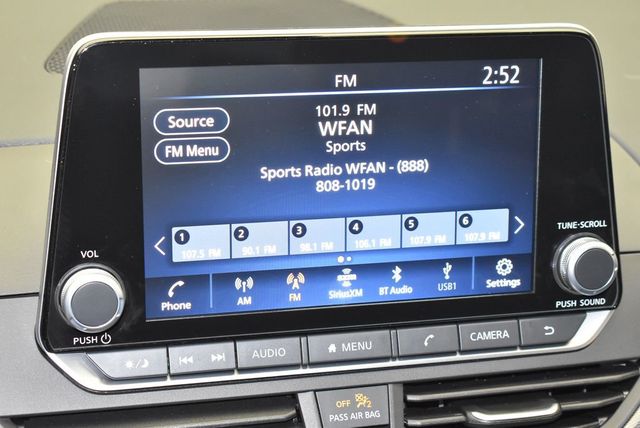 FM
2:52
101.9 FM
Source
WFAN
FM Menu
Sports
Sports Radio WFAN - (888)
808-1019
1 2 3 4 5 6
107.5 FM 90.1 FM 98.1 FM 106.1 FM 107.9 FM 107.9 FM
Phone AM FM SiriusXM BT Audio USB1 Settings
VOL
PUSH
TUNE·SCROLL
PUSH SOUND
AUDIO MENU CAMERA
OFF 2
PASS AIR BAG